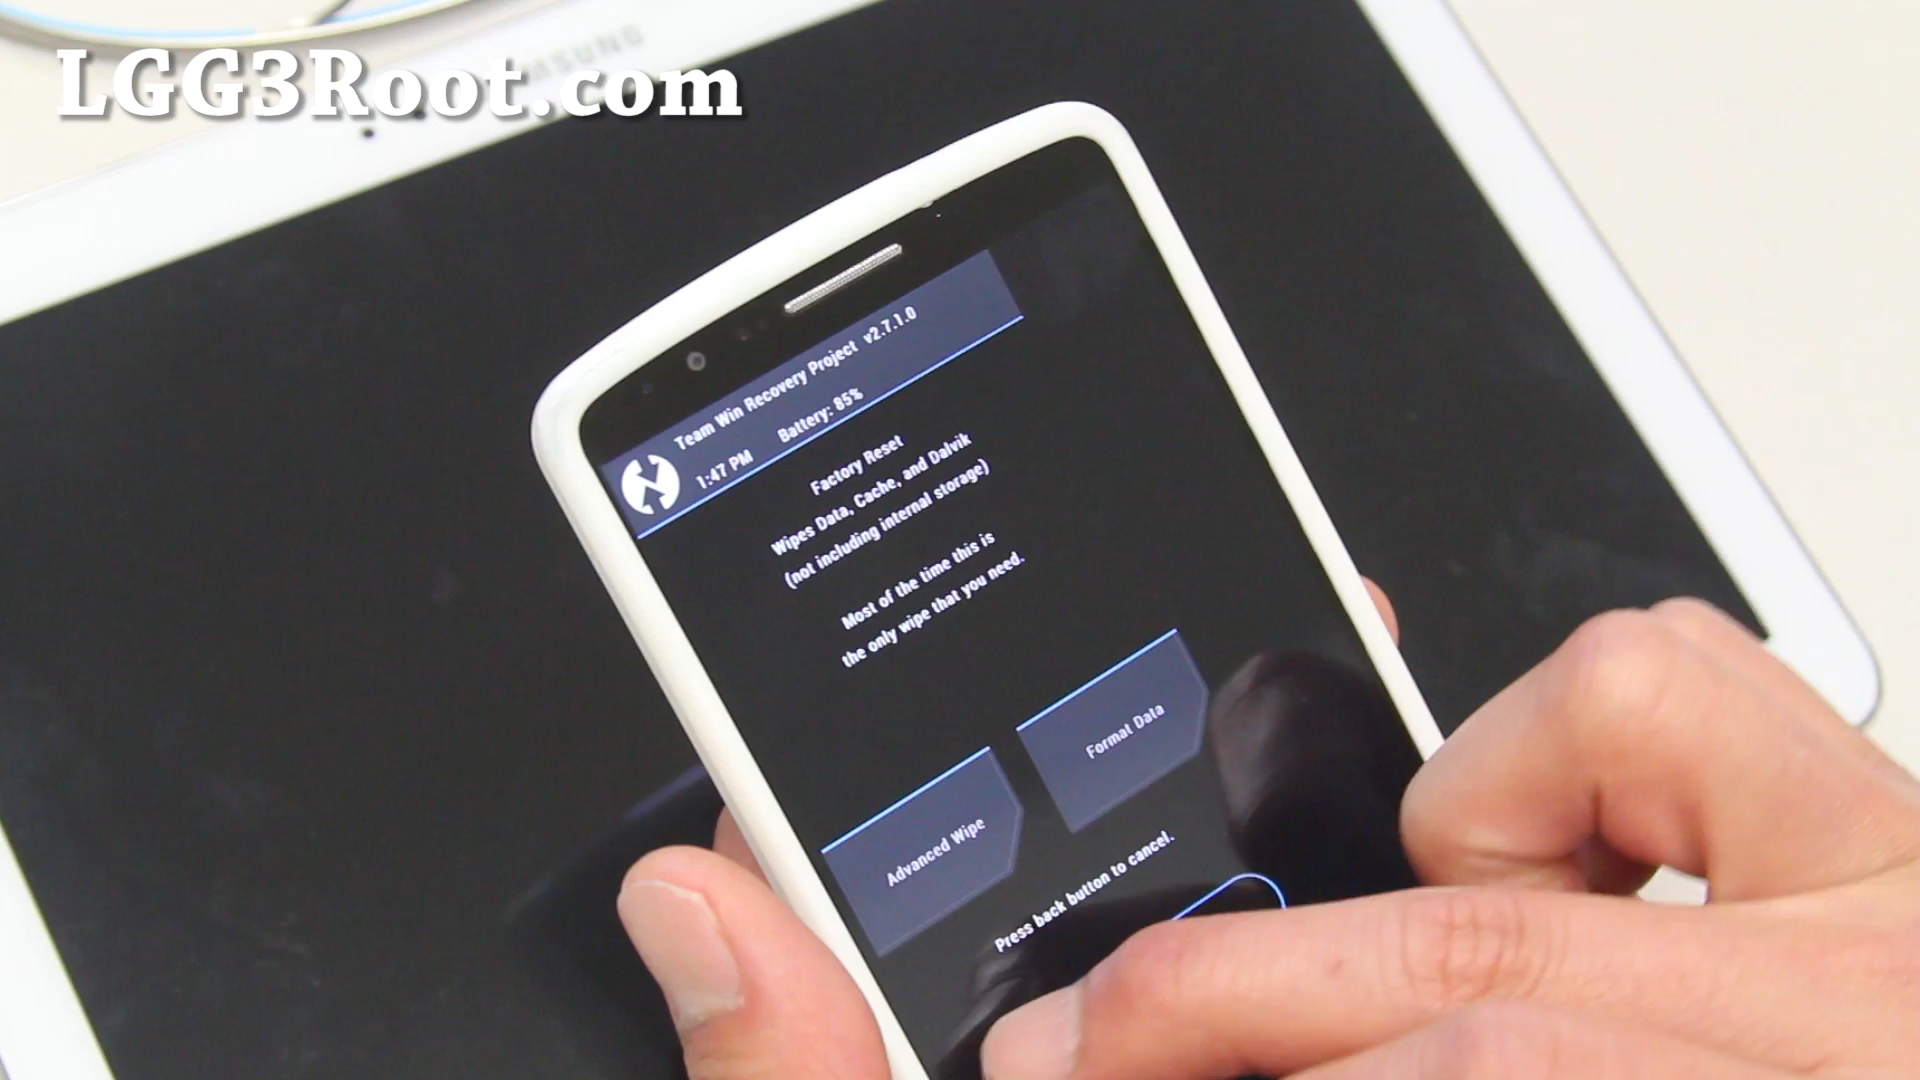 LGG3Root.com
SAMSUNG
Team Win Recovery Project v2.7.1.0
1:47 PM Battery: 85%
Factory Reset
Wipes Data, Cache, and Dalvik
(not including internal storage)
Most of the time this is
the only wipe that you need.
Format Data
Advanced Wipe
Press back button to cancel.